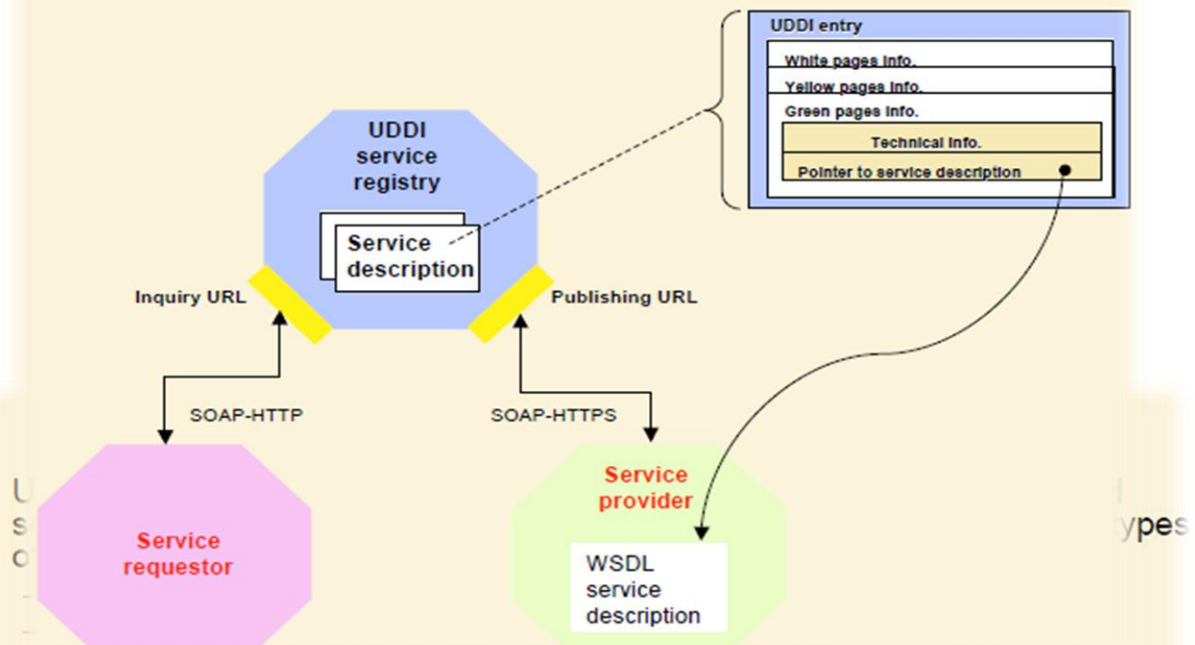 UDDI entry
White pages info.
Yellow pages info.
Green pages info.
Technical info.
Pointer to service description
UDDI
service
registry
Service
description
Inquiry URL
Publishing URL
SOAP-HTTP
SOAP-HTTPS
Service
requestor
Service
provider
WSDL
service
description